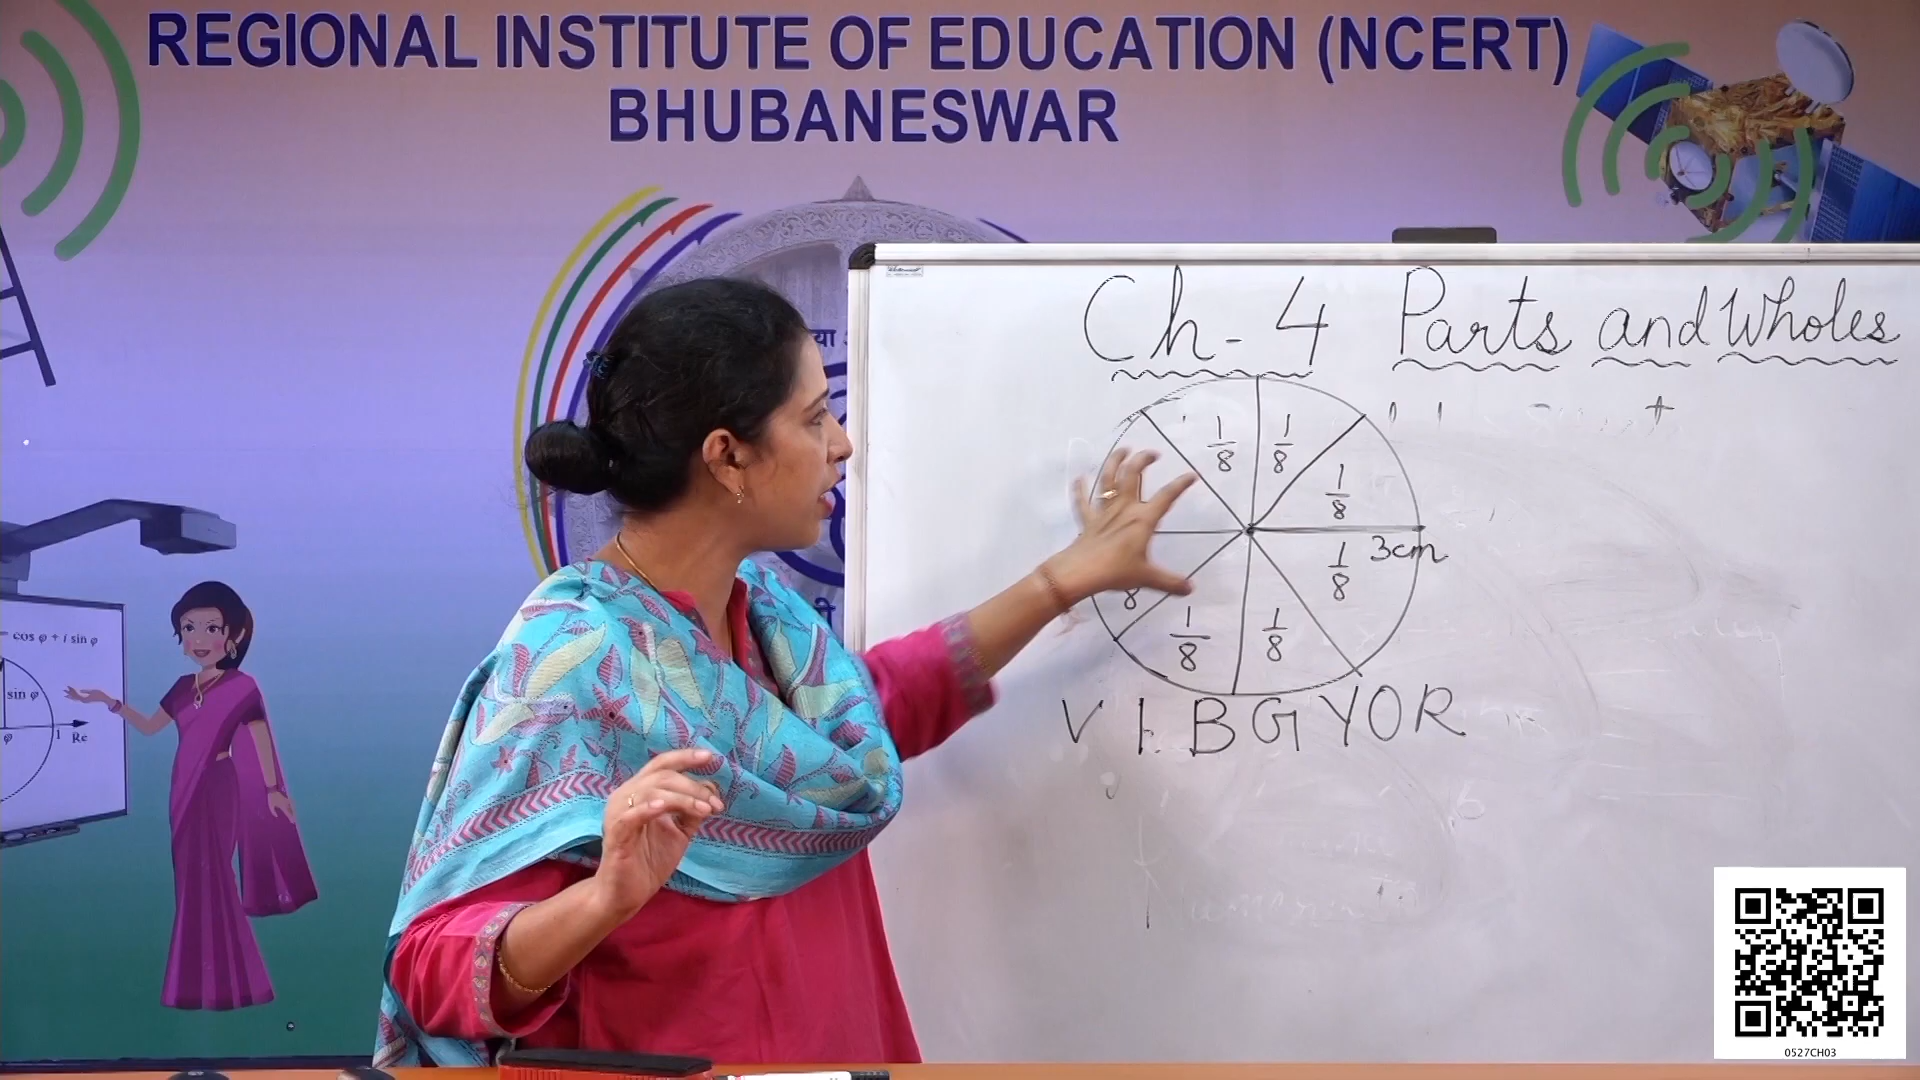 REGIONAL INSTITUTE OF EDUCATION (NCERT)
BHUBANESWAR
Ch-4 Parts and Wholes
1/8 1/8
1/8
1/8 3cm
8
1/8 1/8
V I B G Y O R
cos φ + i sin φ
sin φ
φ 1 Re
0527CH03